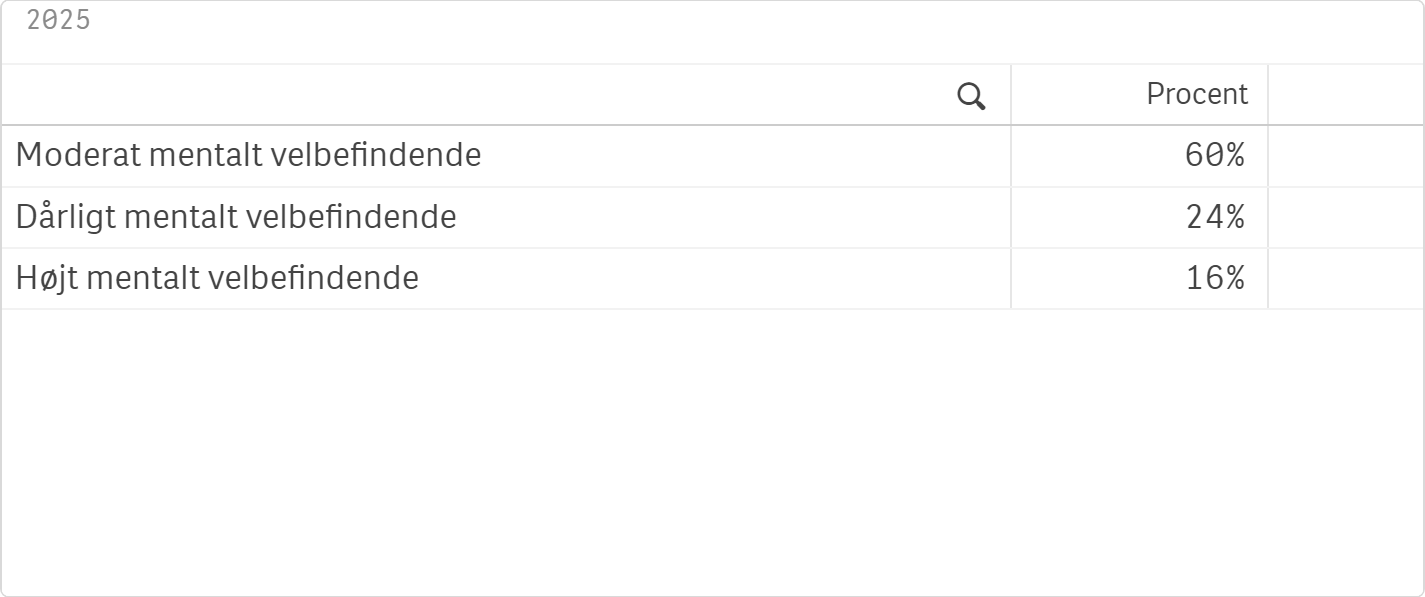 2025
Procent
Moderat mentalt velbefindende 60%
Dårligt mentalt velbefindende 24%
Højt mentalt velbefindende 16%